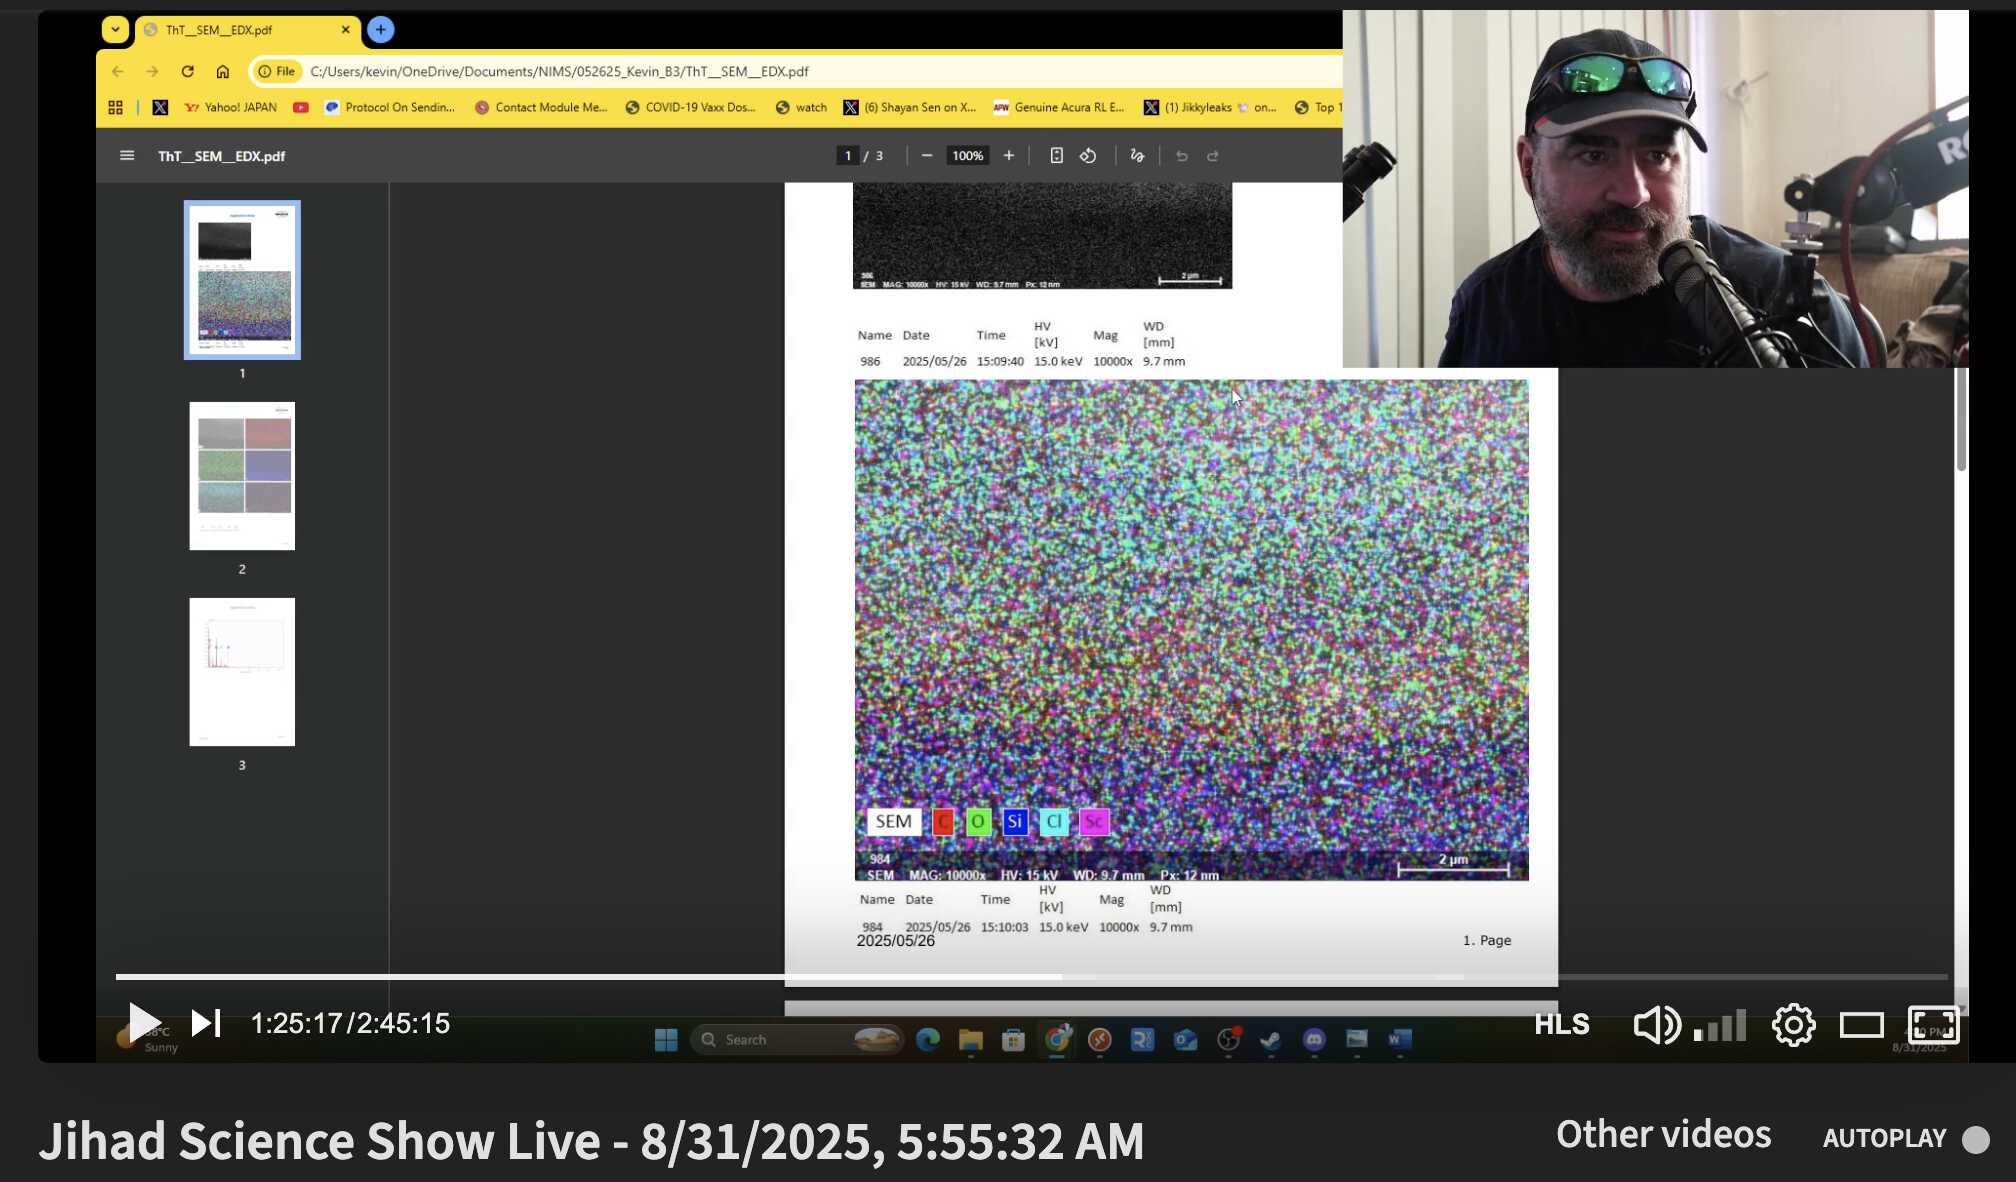 ThT__SEM__EDX.pdf
File
C:/Users/kevin/OneDrive/Documents/NIMS/052625_Kevin_B3/ThT__SEM__EDX.pdf
Yahoo! JAPAN
Protocol On Sendin...
Contact Module Me...
COVID-19 Vaxx Dos...
watch
(6) Shayan Sen on X...
APW
Genuine Acura RL E...
(1) Jikkyleaks
on...
Top 1
ThT__SEM__EDX.pdf
1 / 3
100%
1
2
3
986
SEM MAG: 10000x HV: 15 kV WD: 9.7 mm Px: 12 nm
2 µm
Name Date Time HV [kV] Mag WD [mm]
986 2025/05/26 15:09:40 15.0 keV 10000x 9.7 mm
SEM C O Si Cl Sc
984
SEM MAG: 10000x HV: 15 kV WD: 9.7 mm Px: 12 nm
2 µm
Name Date Time HV [kV] Mag WD [mm]
984 2025/05/26 15:10:03 15.0 keV 10000x 9.7 mm
2025/05/26
1. Page
1:25:17/2:45:15
HLS
Sunny
Search
8/31/2025
Jihad Science Show Live - 8/31/2025, 5:55:32 AM
Other videos
AUTOPLAY